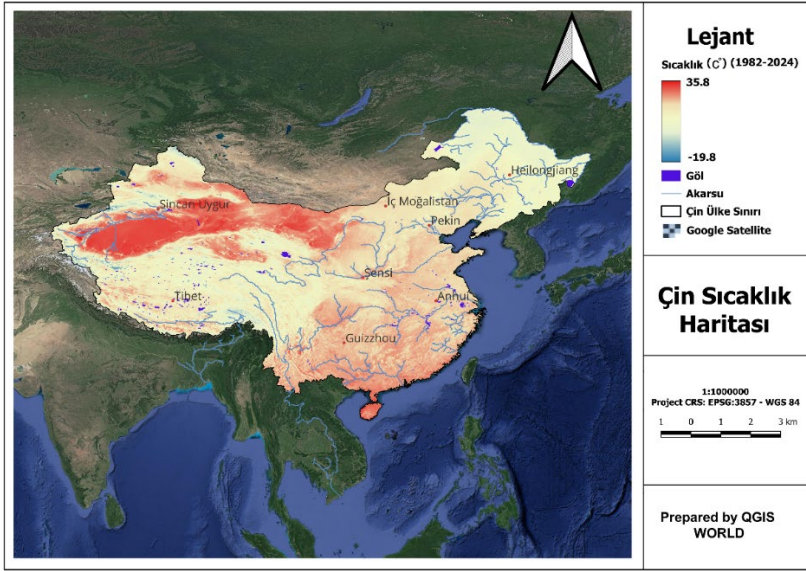 Heilongjiang
İç Moğalistan
Sincan Uygur
Pekin
Şensi
Tibet
Anhui
Guizzhou
Lejant
Sıcaklık (C°) (1982-2024)
35.8
-19.8
Göl
Akarsu
Çin Ülke Sınırı
Google Satellite
Çin Sıcaklık
Haritası
1:1000000
Project CRS: EPSG:3857 - WGS 84
1 0 1 2 3 km
Prepared by QGIS
WORLD